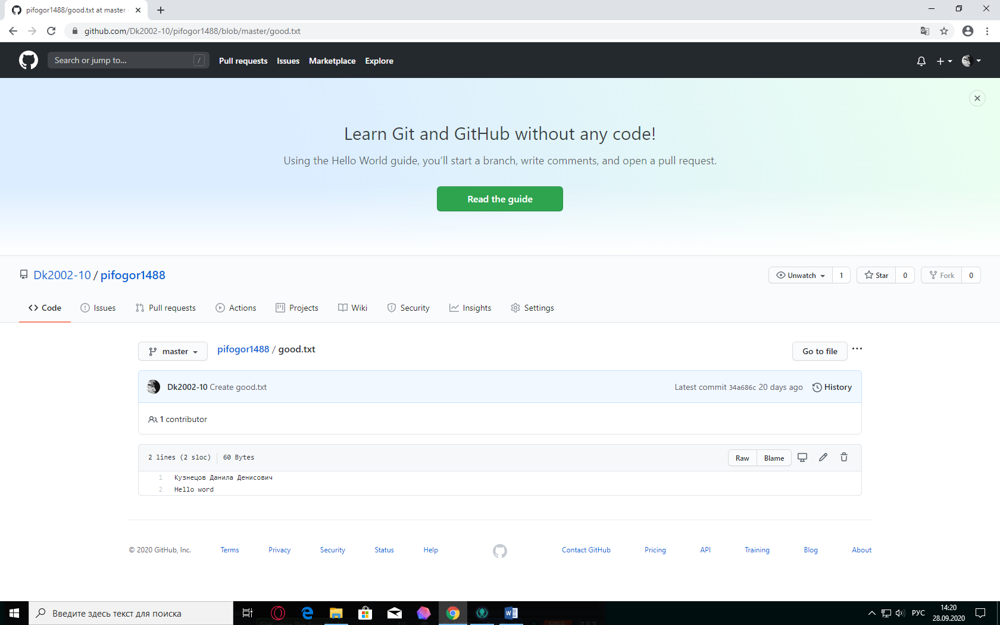 pifogor1488/good.txt at master
github.com/Dk2002-10/pifogor1488/blob/master/good.txt
Search or jump to...
/
Pull requests
Issues
Marketplace
Explore
Learn Git and GitHub without any code!
Using the Hello World guide, you’ll start a branch, write comments, and open a pull request.
Read the guide
Dk2002-10 / pifogor1488
Unwatch 1
Star 0
Fork 0
Code
Issues
Pull requests
Actions
Projects
Wiki
Security
Insights
Settings
master
pifogor1488 / good.txt
Go to file
Dk2002-10 Create good.txt
Latest commit 34a686c 20 days ago
History
1 contributor
2 lines (2 sloc)
60 Bytes
Raw
Blame
1 Кузнецов Данила Денисович
2 Hello word
© 2020 GitHub, Inc.
Terms
Privacy
Security
Status
Help
Contact GitHub
Pricing
API
Training
Blog
About
Введите здесь текст для поиска
РУС
14:20
28.09.2020